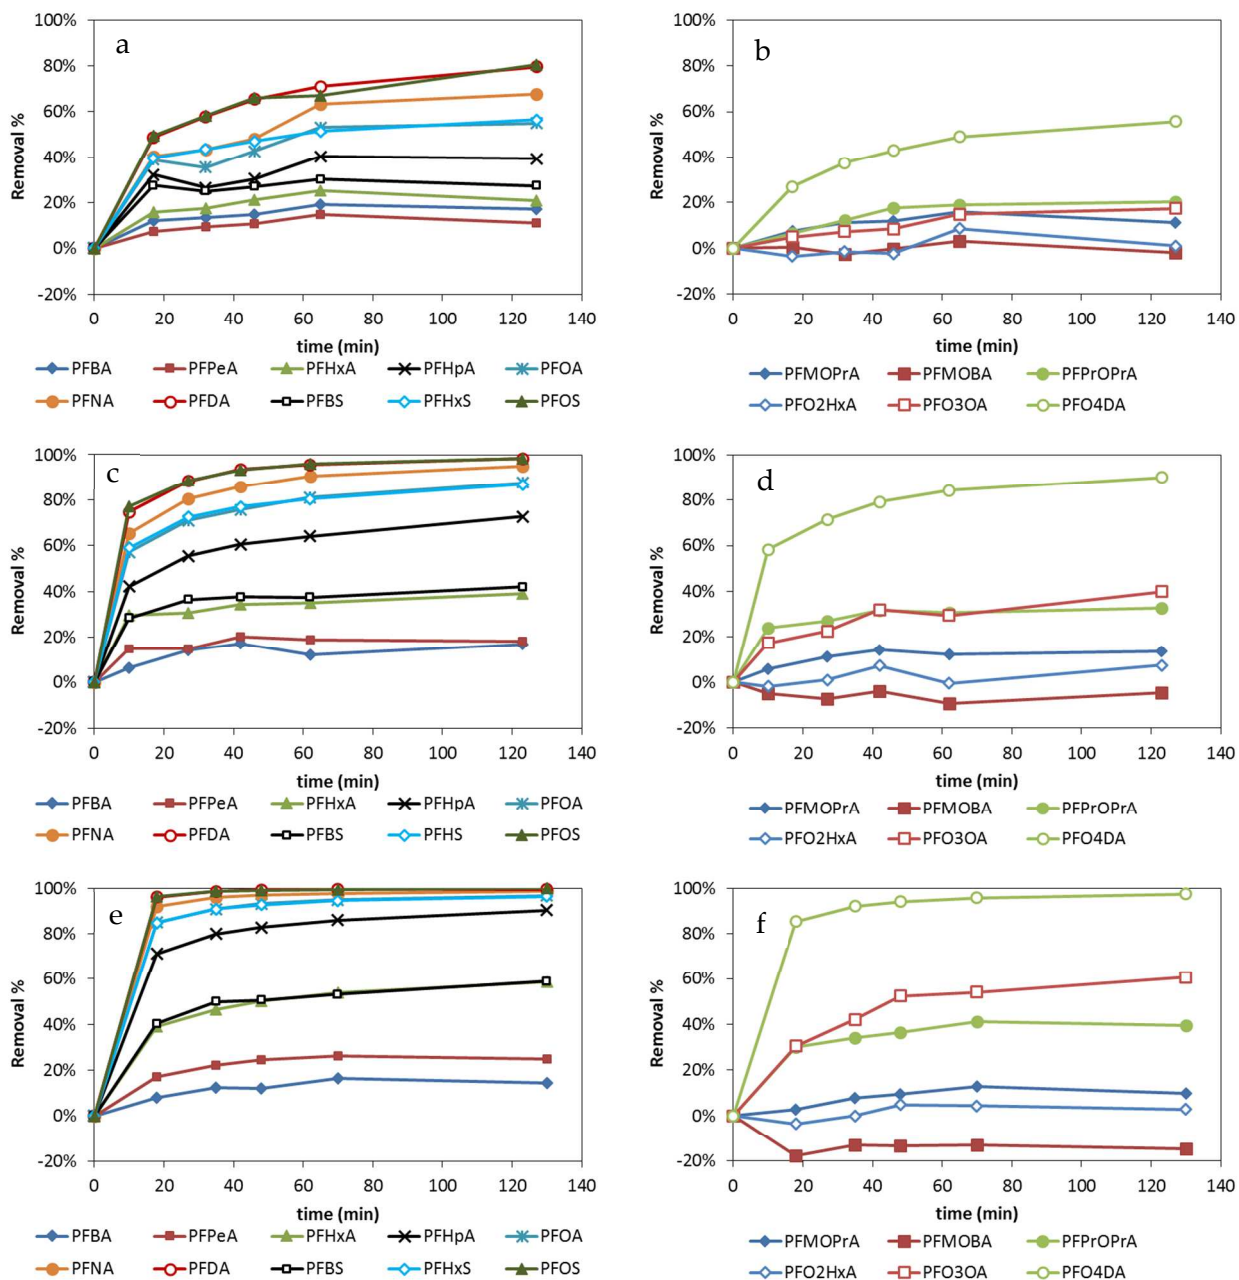 a
100%
80%
60%
40%
20%
0%
-20%
Removal %
0 20 40 60 80 100 120 140
time (min)
PFBA PFPeA PFHxA PFHpA PFOA
PFNA PFDA PFBS PFHxS PFOS
b
100%
80%
60%
40%
20%
0%
-20%
Removal %
0 20 40 60 80 100 120 140
time (min)
PFMOPrA PFMOBA PFPrOPrA
PFO2HxA PFO3OA PFO4DA
c
100%
80%
60%
40%
20%
0%
-20%
Removal %
0 20 40 60 80 100 120 140
time (min)
PFBA PFPeA PFHxA PFHpA PFOA
PFNA PFDA PFBS PFHS PFOS
d
100%
80%
60%
40%
20%
0%
-20%
Removal %
0 20 40 60 80 100 120 140
time (min)
PFMOPrA PFMOBA PFPrOPrA
PFO2HxA PFO3OA PFO4DA
e
100%
80%
60%
40%
20%
0%
-20%
Removal %
0 20 40 60 80 100 120 140
time (min)
PFBA PFPeA PFHxA PFHpA PFOA
PFNA PFDA PFBS PFHxS PFOS
f
100%
80%
60%
40%
20%
0%
-20%
Removal %
0 20 40 60 80 100 120 140
time (min)
PFMOPrA PFMOBA PFPrOPrA
PFO2HxA PFO3OA PFO4DA